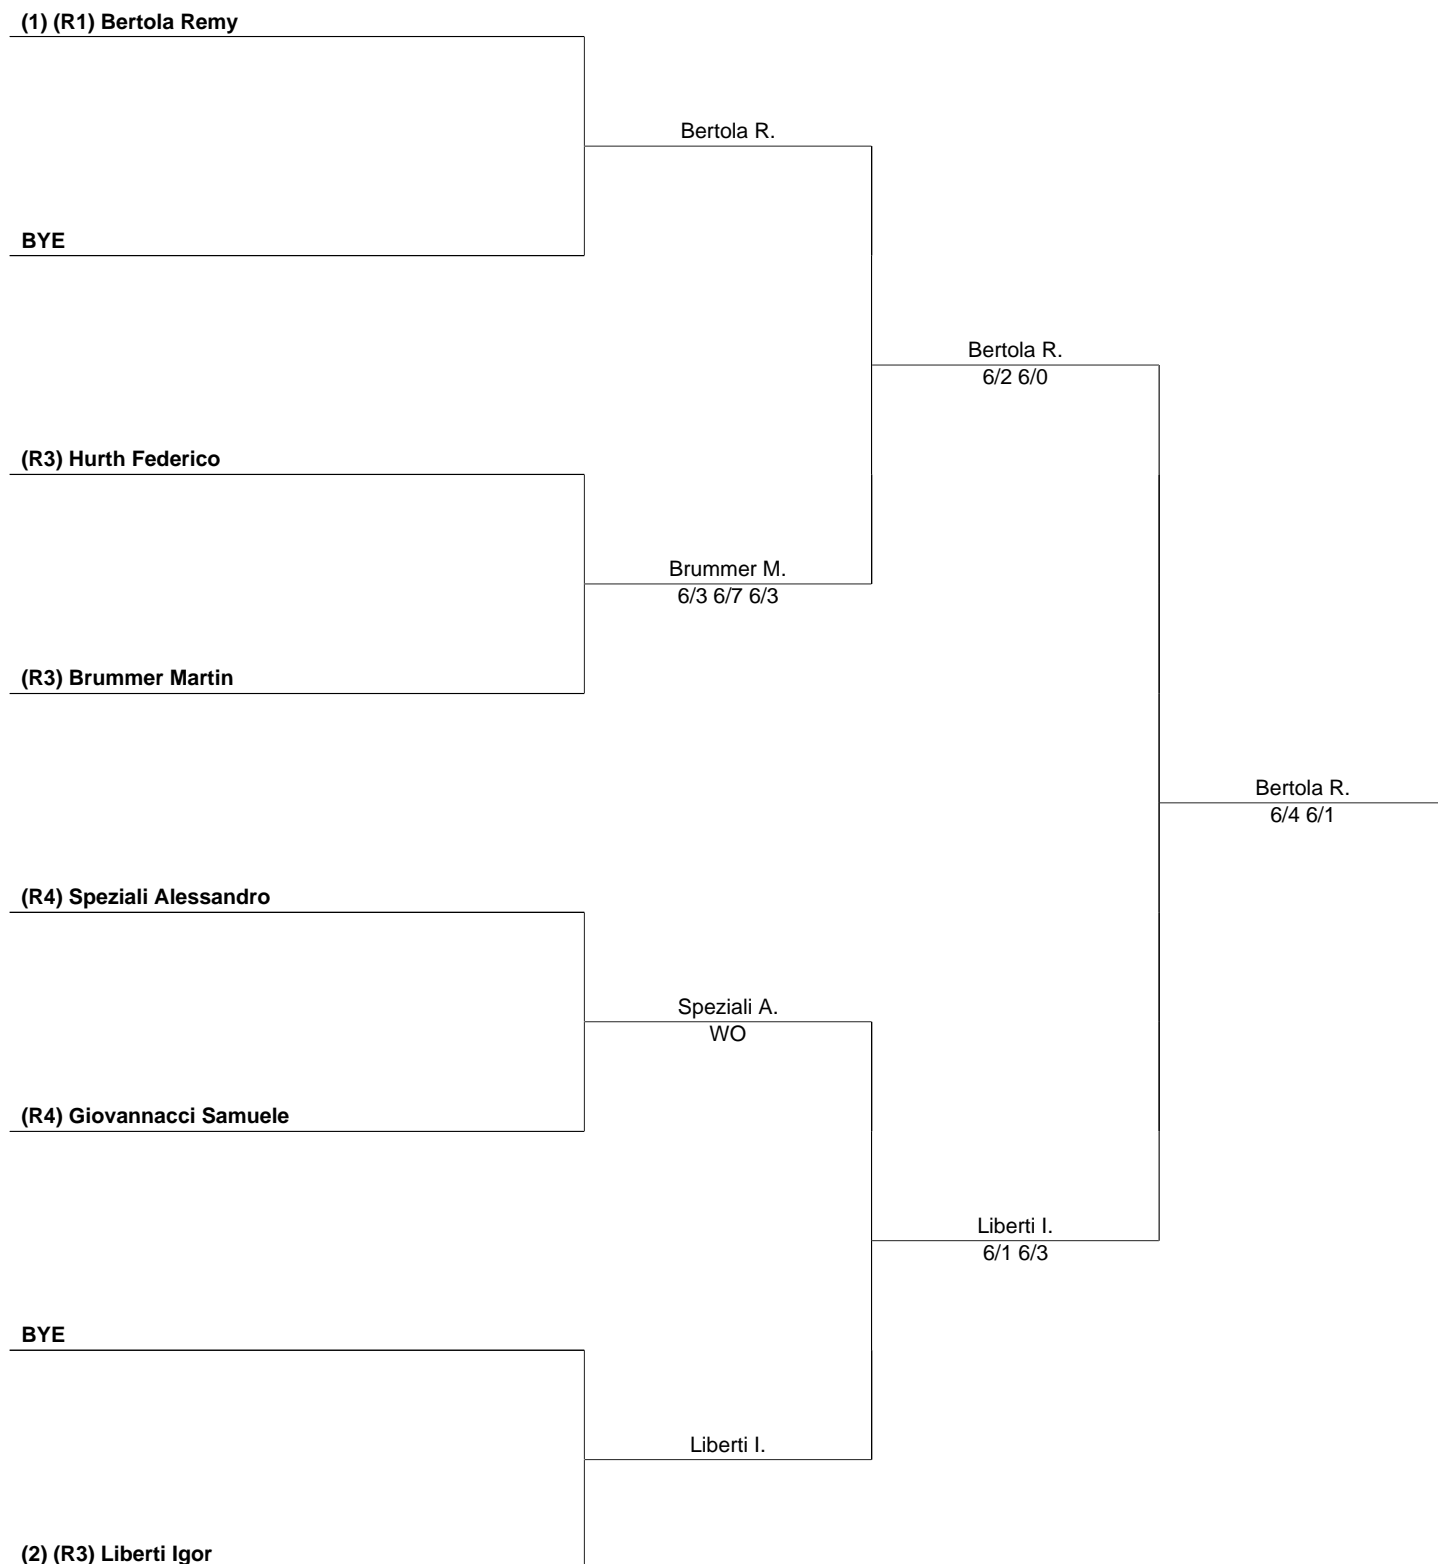 (1) (R1) Bertola Remy
Bertola R.
BYE
Bertola R.
6/2 6/0
(R3) Hurth Federico
Brummer M.
6/3 6/7 6/3
(R3) Brummer Martin
Bertola R.
6/4 6/1
(R4) Speziali Alessandro
Speziali A.
WO
(R4) Giovannacci Samuele
Liberti I.
6/1 6/3
BYE
Liberti I.
(2) (R3) Liberti Igor